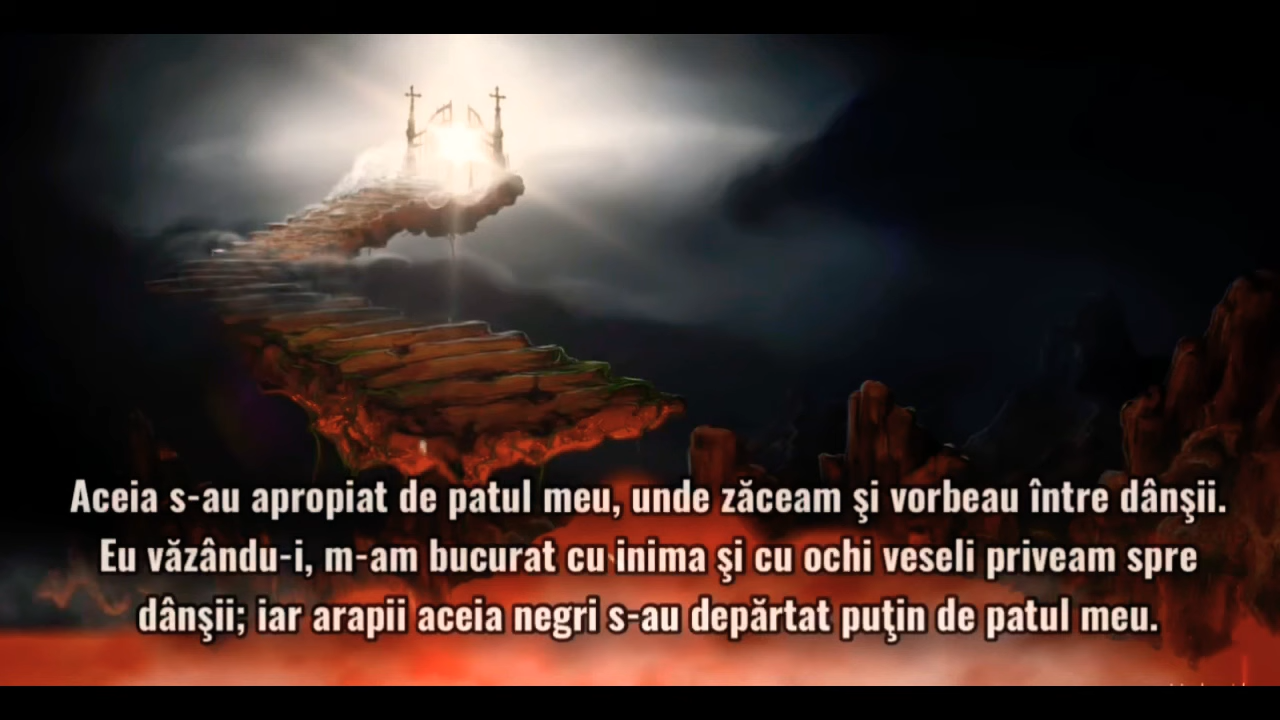 Aceia s-au apropiat de patul meu, unde zăceam şi vorbeau între dânşii.
Eu văzându-i, m-am bucurat cu inima şi cu ochi veseli priveam spre
dânşii; iar arapii aceia negri s-au depărtat puţin de patul meu.